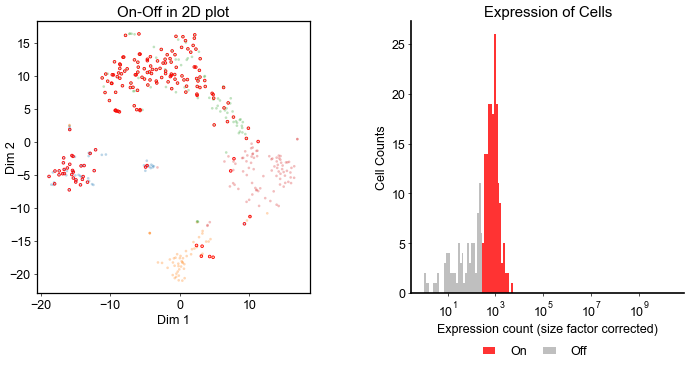 On-Off in 2D plot
15
10
5
0
−5
−10
−15
−20
Dim 2
−20 −10 0 10
Dim 1
Expression of Cells
25
20
15
10
5
0
Cell Counts
10^1 10^3 10^5 10^7 10^9
Expression count (size factor corrected)
On Off